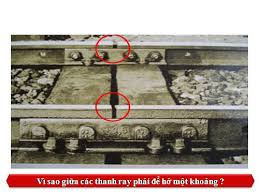 Vì sao giữa các thanh ray phải để hở một khoảng ?